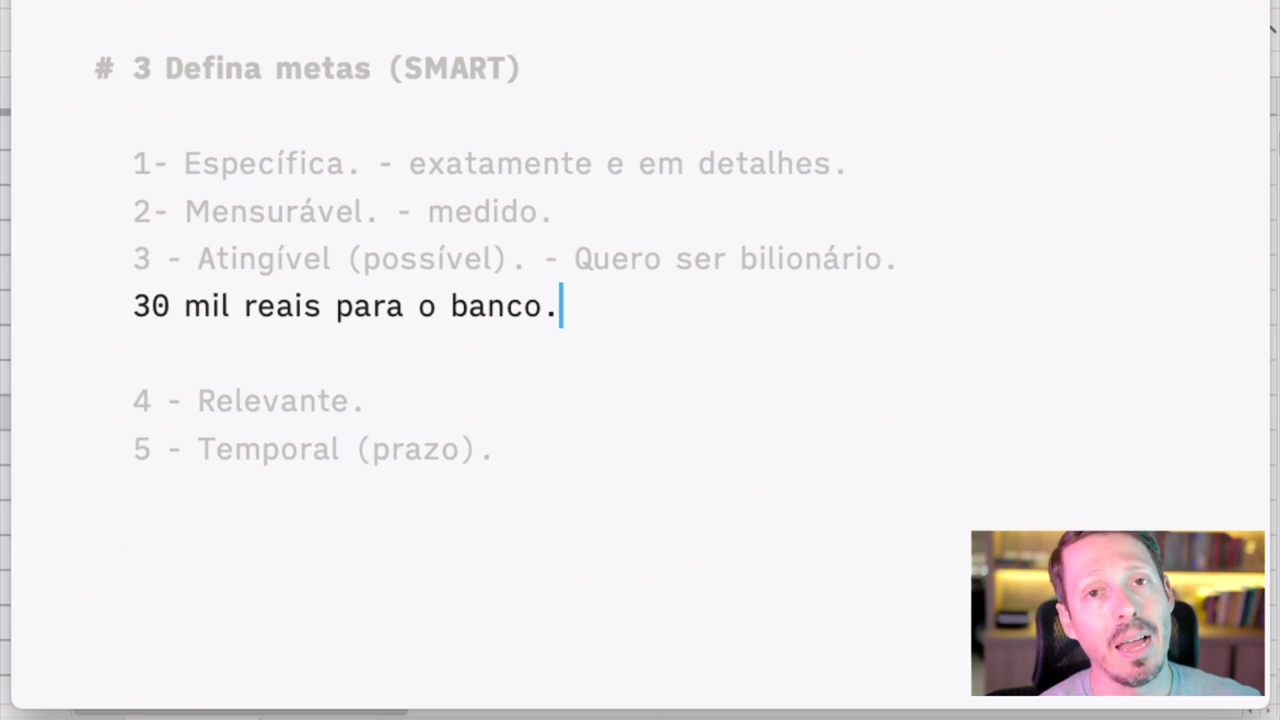 # 3 Defina metas (SMART)
1- Específica. - exatamente e em detalhes.
2- Mensurável. - medido.
3 - Atingível (possível). - Quero ser bilionário.
30 mil reais para o banco.
4 - Relevante.
5 - Temporal (prazo).